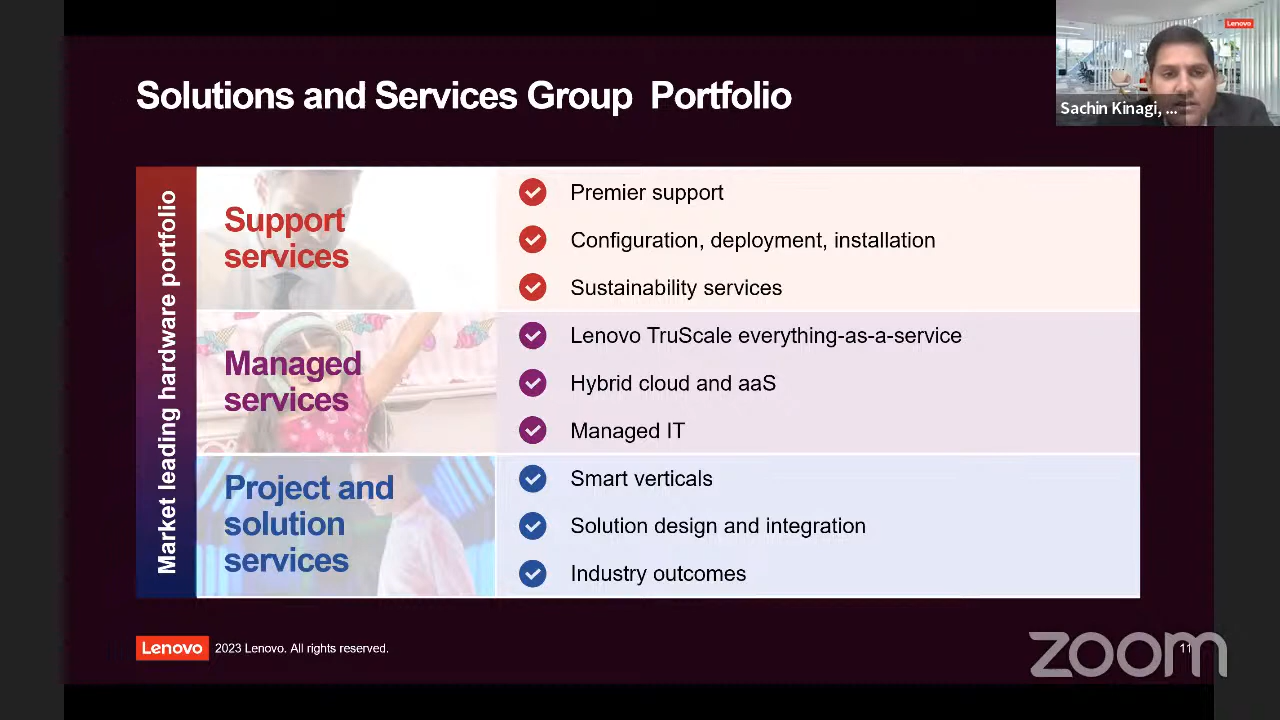 Solutions and Services Group Portfolio
Lenovo
Sachin Kinagi, ...
Market leading hardware portfolio
Support
services
Premier support
Configuration, deployment, installation
Sustainability services
Managed
services
Lenovo TruScale everything-as-a-service
Hybrid cloud and aaS
Managed IT
Project and
solution
services
Smart verticals
Solution design and integration
Industry outcomes
Lenovo 2023 Lenovo. All rights reserved.
zoom
11